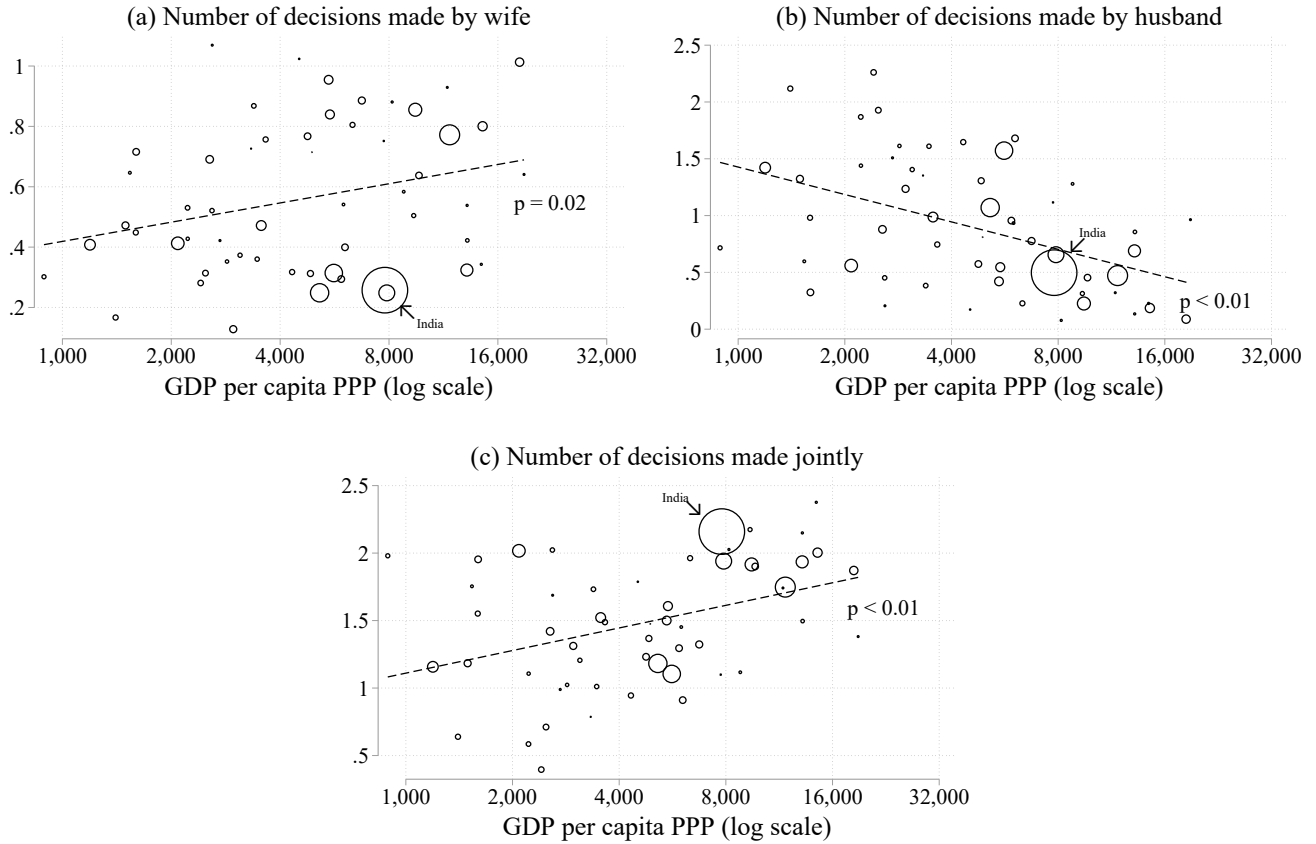 (a) Number of decisions made by wife
1
.8
.6
.4
.2
p = 0.02
India
1,000 2,000 4,000 8,000 16,000 32,000
GDP per capita PPP (log scale)
(b) Number of decisions made by husband
2.5
2
1.5
1
.5
0
India
p < 0.01
1,000 2,000 4,000 8,000 16,000 32,000
GDP per capita PPP (log scale)
(c) Number of decisions made jointly
2.5
2
1.5
1
.5
India
p < 0.01
1,000 2,000 4,000 8,000 16,000 32,000
GDP per capita PPP (log scale)